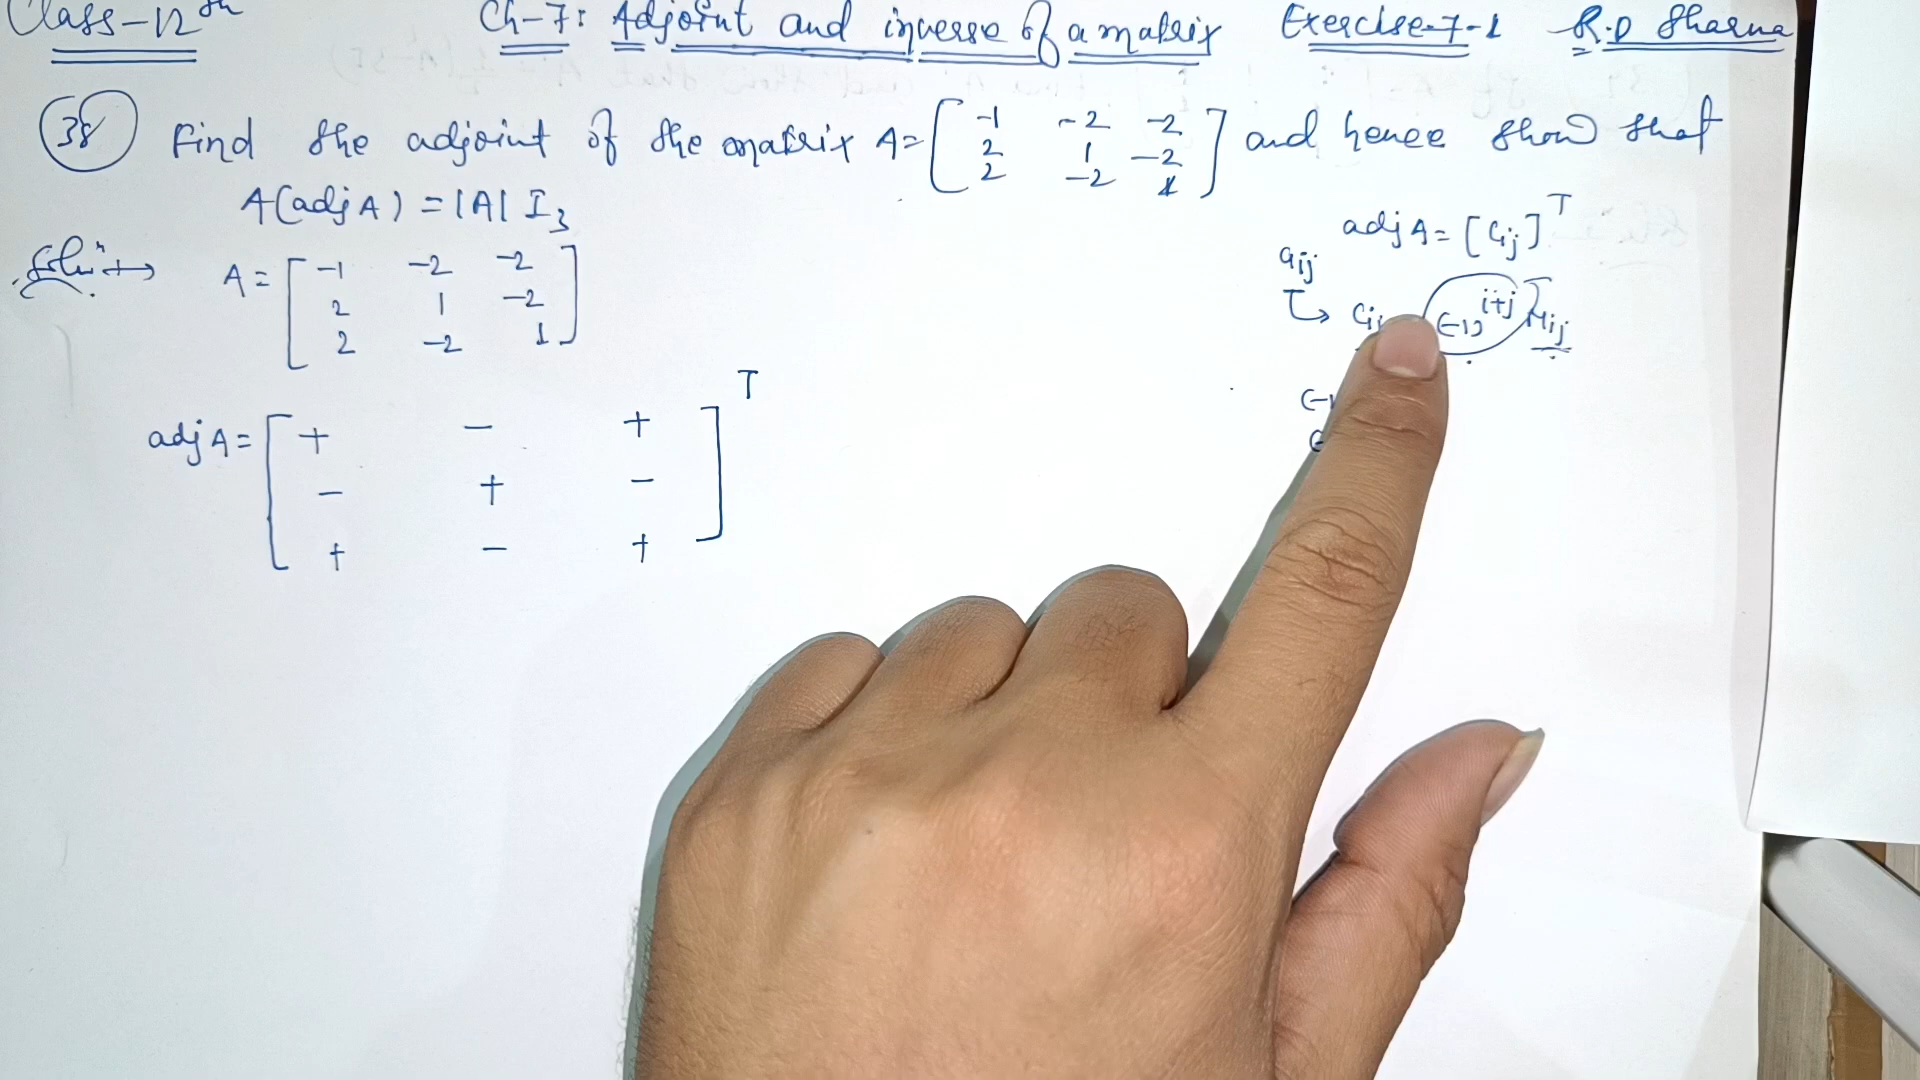 Class-12th Ch-7: Adjoint and inverse of a matrix Exercise-7-1 R.D Sharma
38 Find the adjoint of the matrix A= [ -1 -2 -2 ] and hence show that
2 1 -2
2 -2 1
A(adj A) = |A| I3
Soln: → A = [ -1 -2 -2 ]
2 1 -2
2 -2 1
adj A = [Cij]^T
aij
↳ (-1)^i+j Mij
adj A = [ + - + ]^T
- + -
+ - +